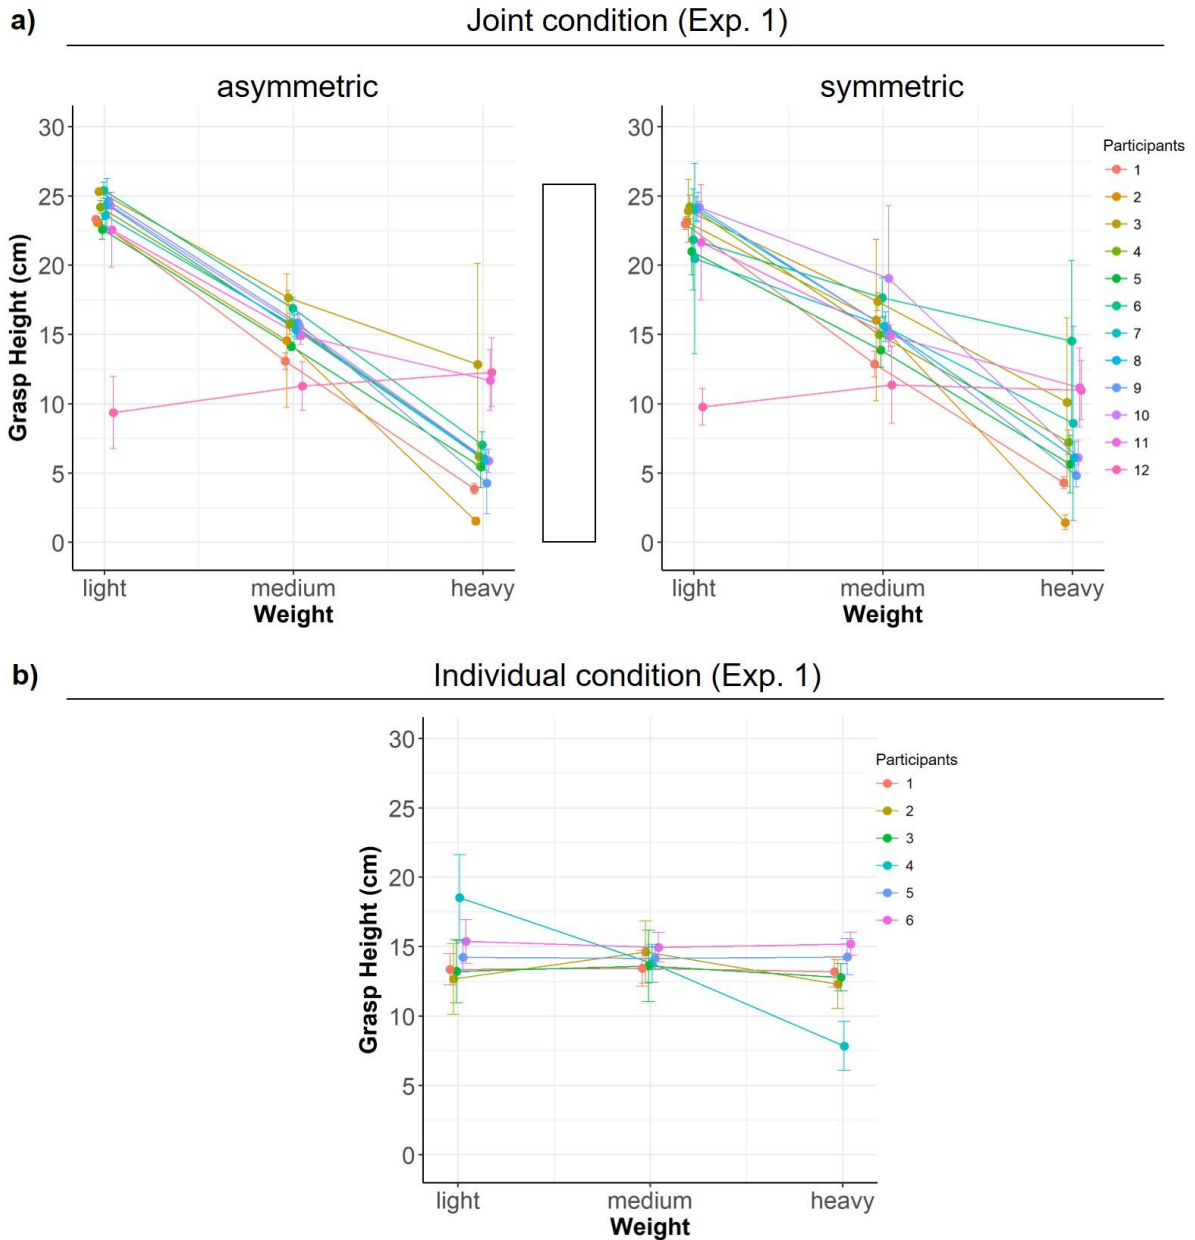 a)
Joint condition (Exp. 1)
asymmetric
symmetric
Grasp Height (cm)
30
25
20
15
10
5
0
light medium heavy
Weight
30
25
20
15
10
5
0
light medium heavy
Weight
Participants
1
2
3
4
5
6
7
8
9
10
11
12
b)
Individual condition (Exp. 1)
Grasp Height (cm)
30
25
20
15
10
5
0
light medium heavy
Weight
Participants
1
2
3
4
5
6